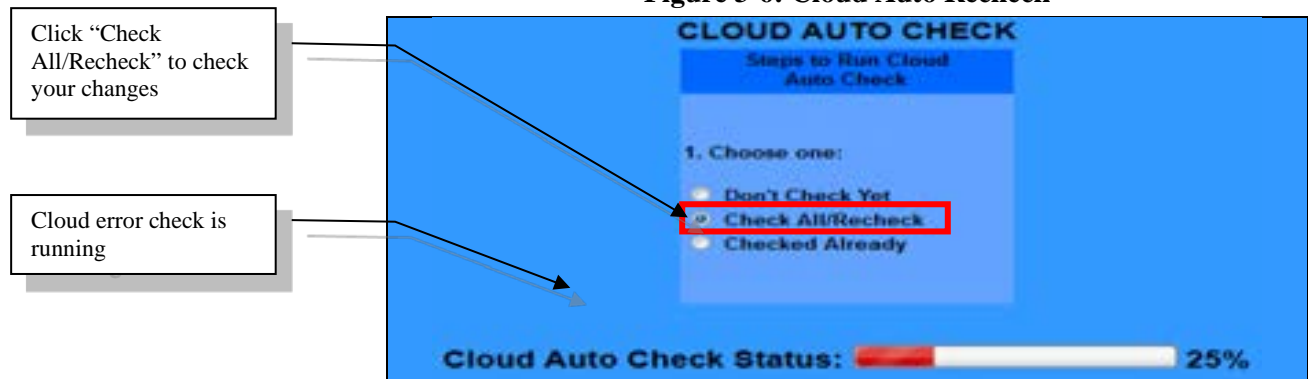 Figure 5-6: Cloud Auto Recheck
Click “Check
All/Recheck” to check
your changes
Cloud error check is
running
CLOUD AUTO CHECK
Steps to Run Cloud
Auto Check
1. Choose one:
Don't Check Yet
Check All/Recheck
Checked Already
Cloud Auto Check Status: 25%